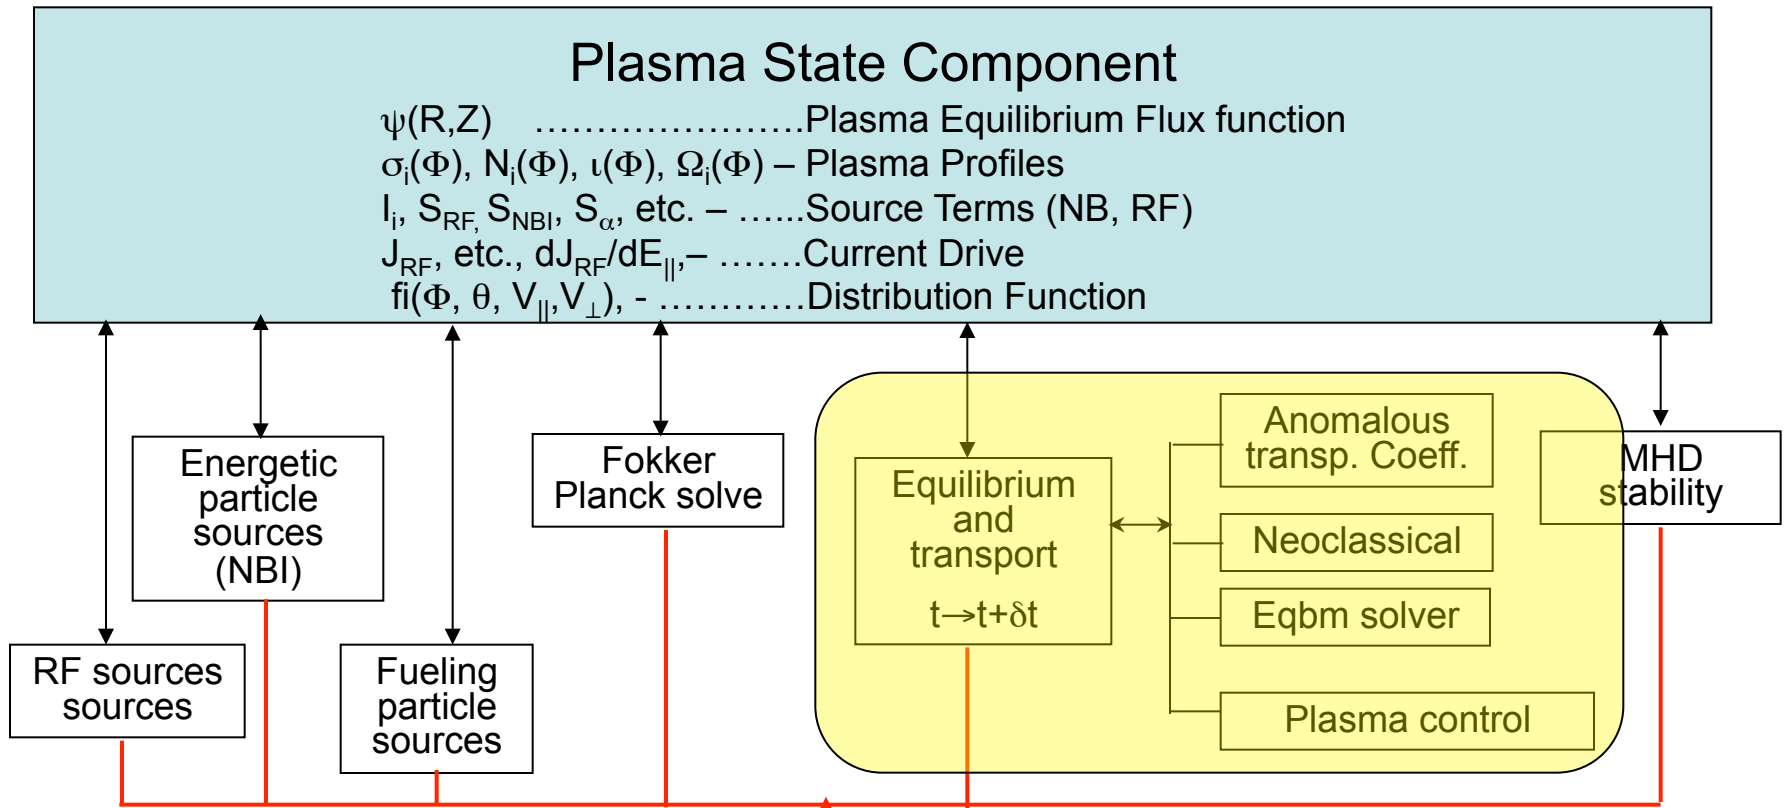 Plasma State Component
ψ(R,Z) ………………….Plasma Equilibrium Flux function
σi(Φ), Ni(Φ), ι(Φ), Ωi(Φ) – Plasma Profiles
Ii, SRF, SNBI, Sα, etc. – …...Source Terms (NB, RF)
JRF, etc., dJRF/dE||,– …….Current Drive
fi(Φ, θ, V||,V⊥), - …………Distribution Function
Energetic
particle
sources
(NBI)
Fokker
Planck solve
Equilibrium
and
transport
t→t+δt
Anomalous
transp. Coeff.
Neoclassical
Eqbm solver
Plasma control
MHD
stability
RF sources
sources
Fueling
particle
sources